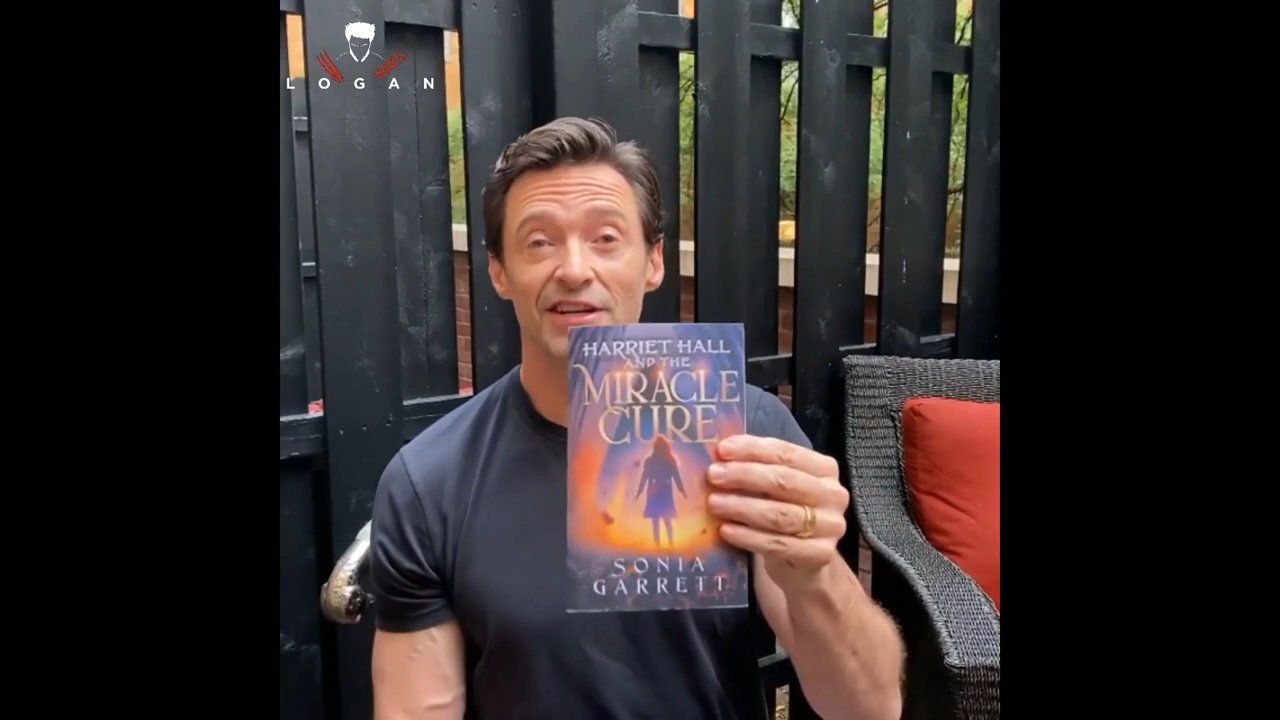 LOGAN
HARRIET HALL
AND THE
MIRACLE
CURE
SONIA
GARRETT